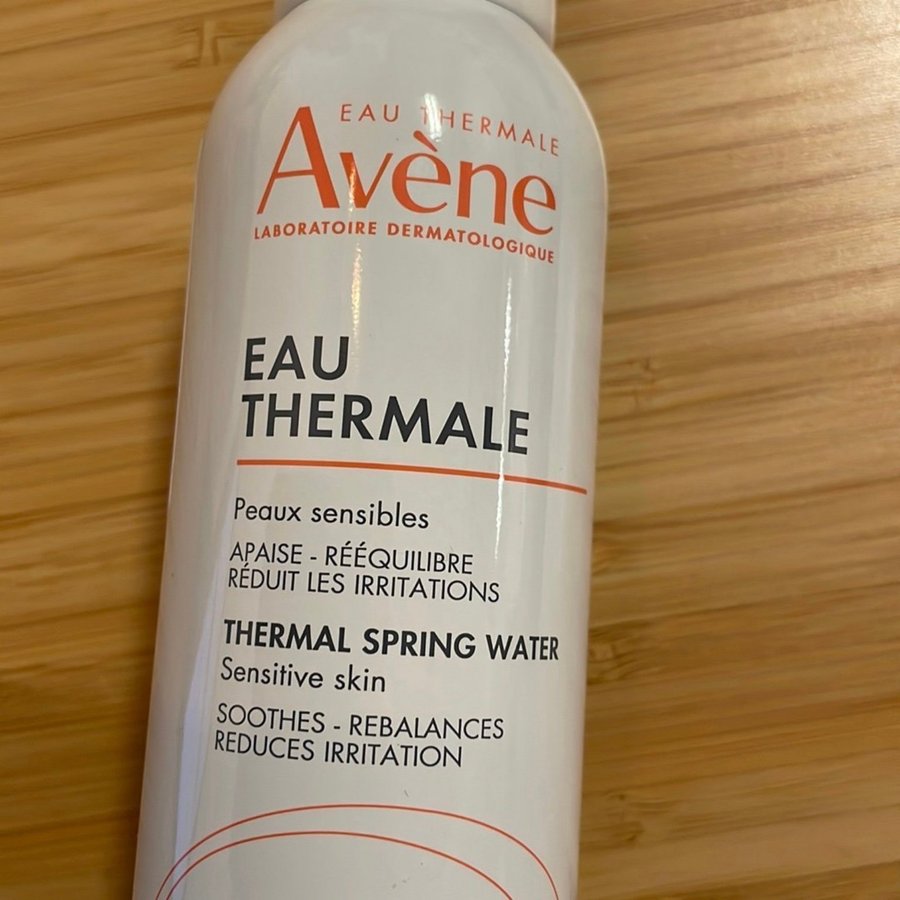 EAU THERMALE
Avène
LABORATOIRE DERMATOLOGIQUE
EAU
THERMALE
Peaux sensibles
APAISE - RÉÉQUILIBRE
RÉDUIT LES IRRITATIONS
THERMAL SPRING WATER
Sensitive skin
SOOTHES - REBALANCES
REDUCES IRRITATION